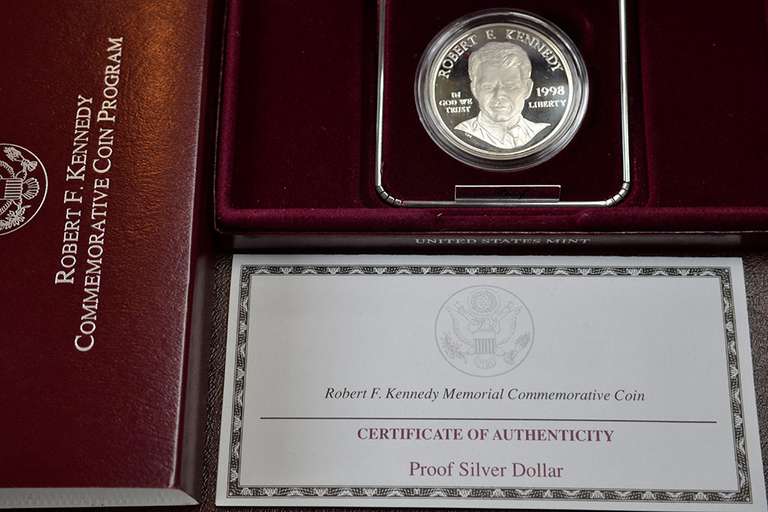 ROBERT F. KENNEDY
COMMEMORATIVE COIN PROGRAM
ROBERT F. KENNEDY
IN
GOD WE
TRUST
1998
LIBERTY
UNITED STATES MINT
Robert F. Kennedy Memorial Commemorative Coin
CERTIFICATE OF AUTHENTICITY
Proof Silver Dollar